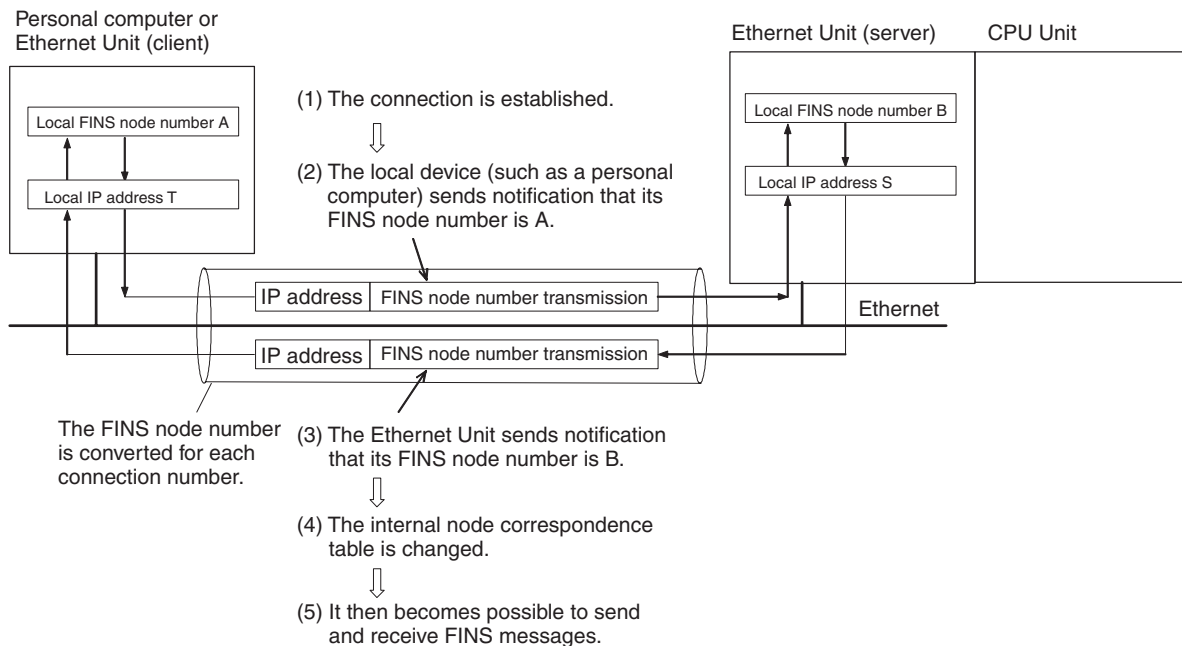 Personal computer or
Ethernet Unit (client)
Ethernet Unit (server)
CPU Unit
Local FINS node number A
Local IP address T
(1) The connection is established.
(2) The local device (such as a personal
computer) sends notification that its
FINS node number is A.
Local FINS node number B
Local IP address S
IP address
FINS node number transmission
Ethernet
IP address
FINS node number transmission
The FINS node number
is converted for each
connection number.
(3) The Ethernet Unit sends notification
that its FINS node number is B.
(4) The internal node correspondence
table is changed.
(5) It then becomes possible to send
and receive FINS messages.